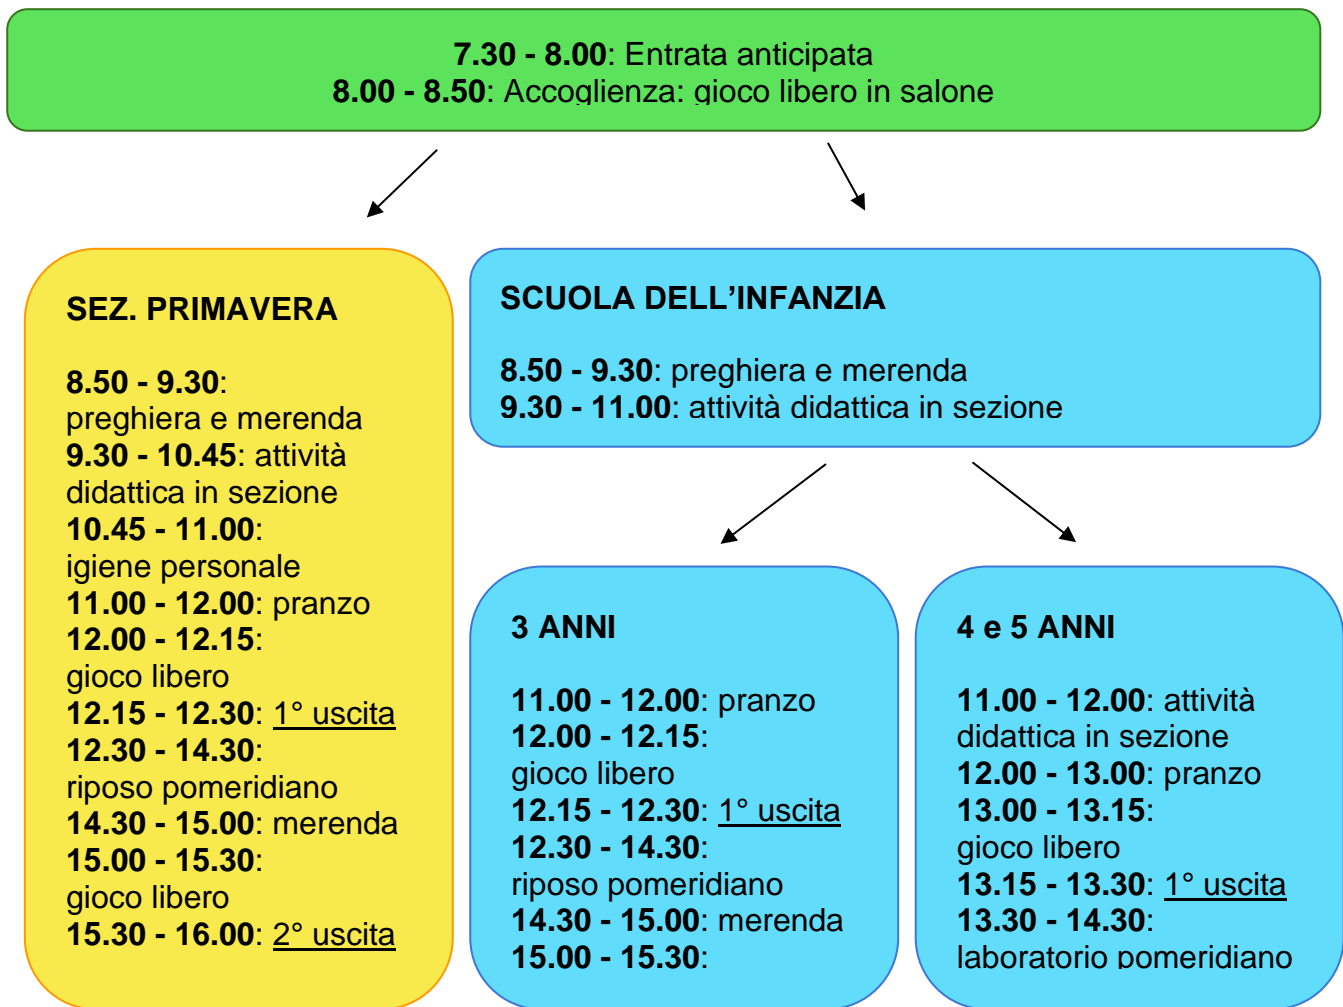 7.30 - 8.00: Entrata anticipata
8.00 - 8.50: Accoglienza: gioco libero in salone
SEZ. PRIMAVERA
8.50 - 9.30:
preghiera e merenda
9.30 - 10.45: attività
didattica in sezione
10.45 - 11.00:
igiene personale
11.00 - 12.00: pranzo
12.00 - 12.15:
gioco libero
12.15 - 12.30: 1° uscita
12.30 - 14.30:
riposo pomeridiano
14.30 - 15.00: merenda
15.00 - 15.30:
gioco libero
15.30 - 16.00: 2° uscita
SCUOLA DELL’INFANZIA
8.50 - 9.30: preghiera e merenda
9.30 - 11.00: attività didattica in sezione
3 ANNI
11.00 - 12.00: pranzo
12.00 - 12.15:
gioco libero
12.15 - 12.30: 1° uscita
12.30 - 14.30:
riposo pomeridiano
14.30 - 15.00: merenda
15.00 - 15.30:
4 e 5 ANNI
11.00 - 12.00: attività
didattica in sezione
12.00 - 13.00: pranzo
13.00 - 13.15:
gioco libero
13.15 - 13.30: 1° uscita
13.30 - 14.30:
laboratorio pomeridiano